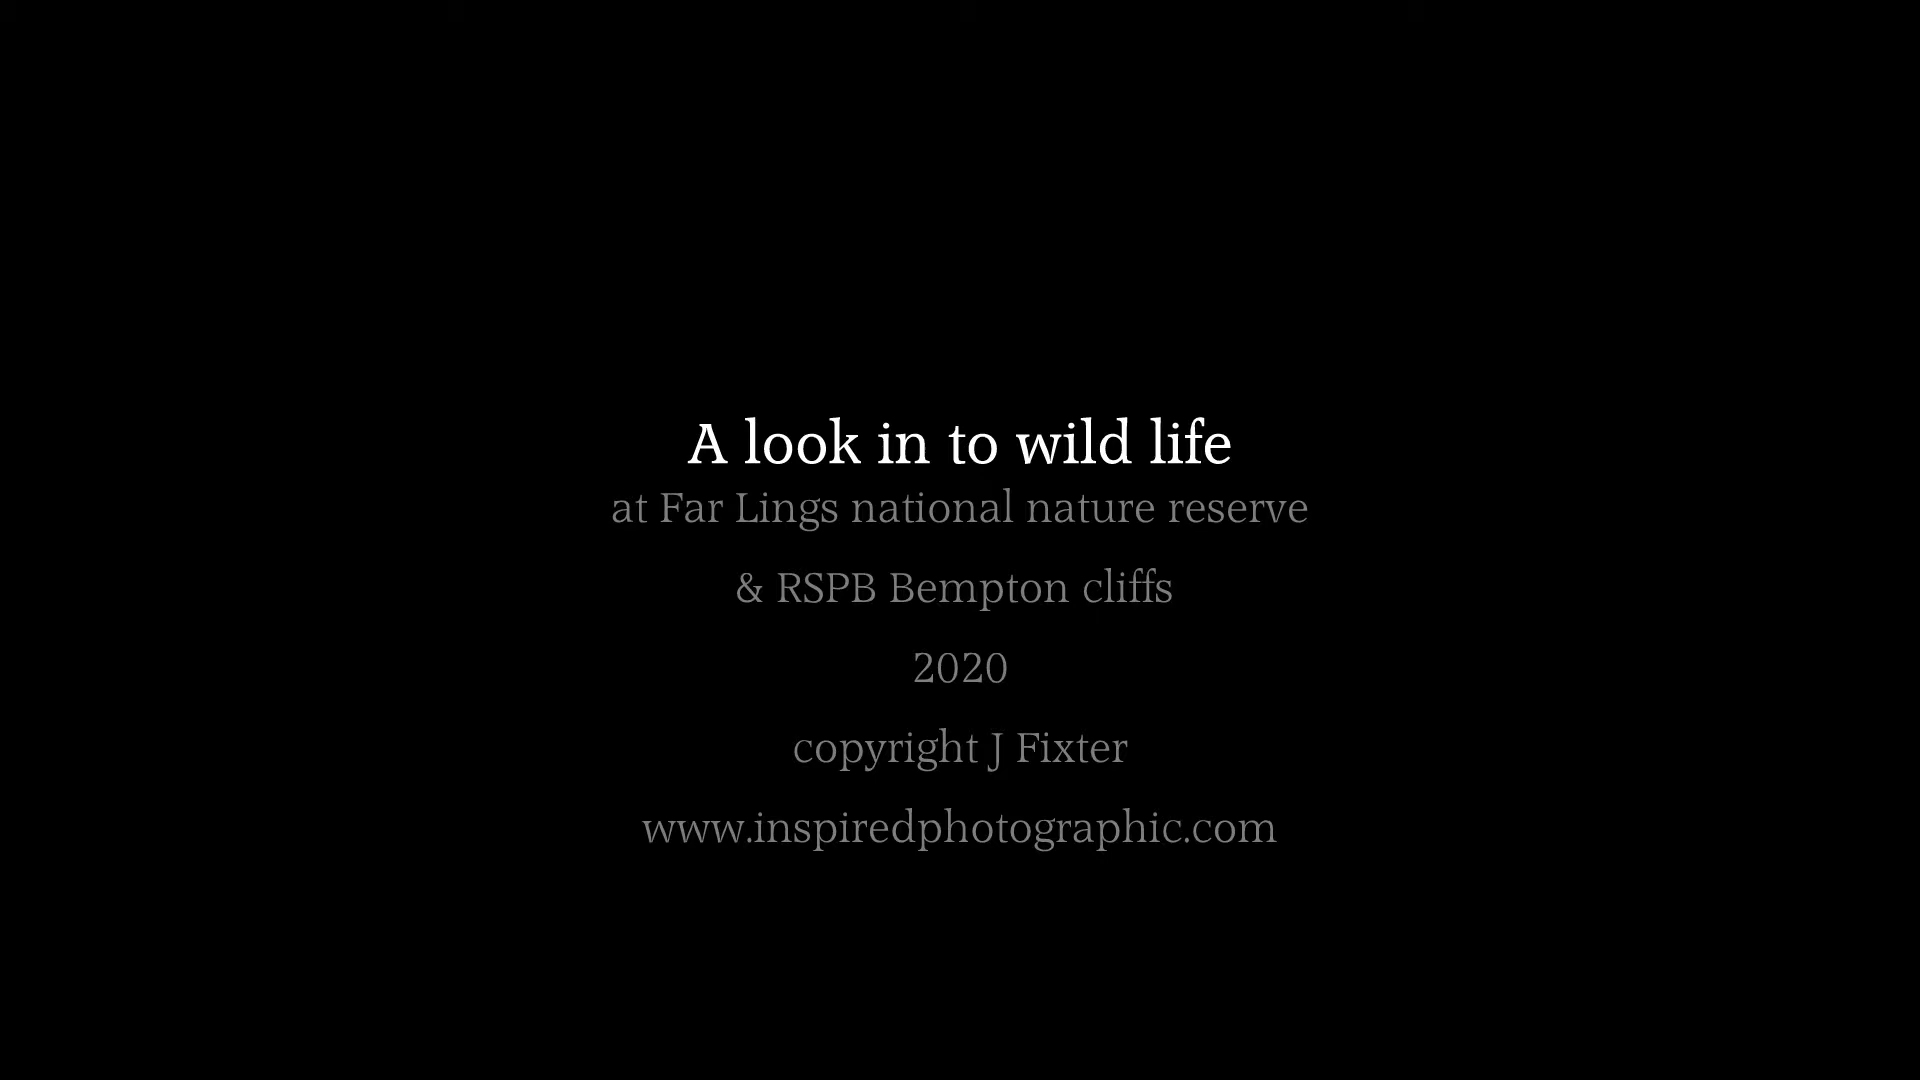 A look in to wild life
at Far Lings national nature reserve
& RSPB Bempton cliffs
2020
copyright J Fixter
www.inspiredphotographic.com